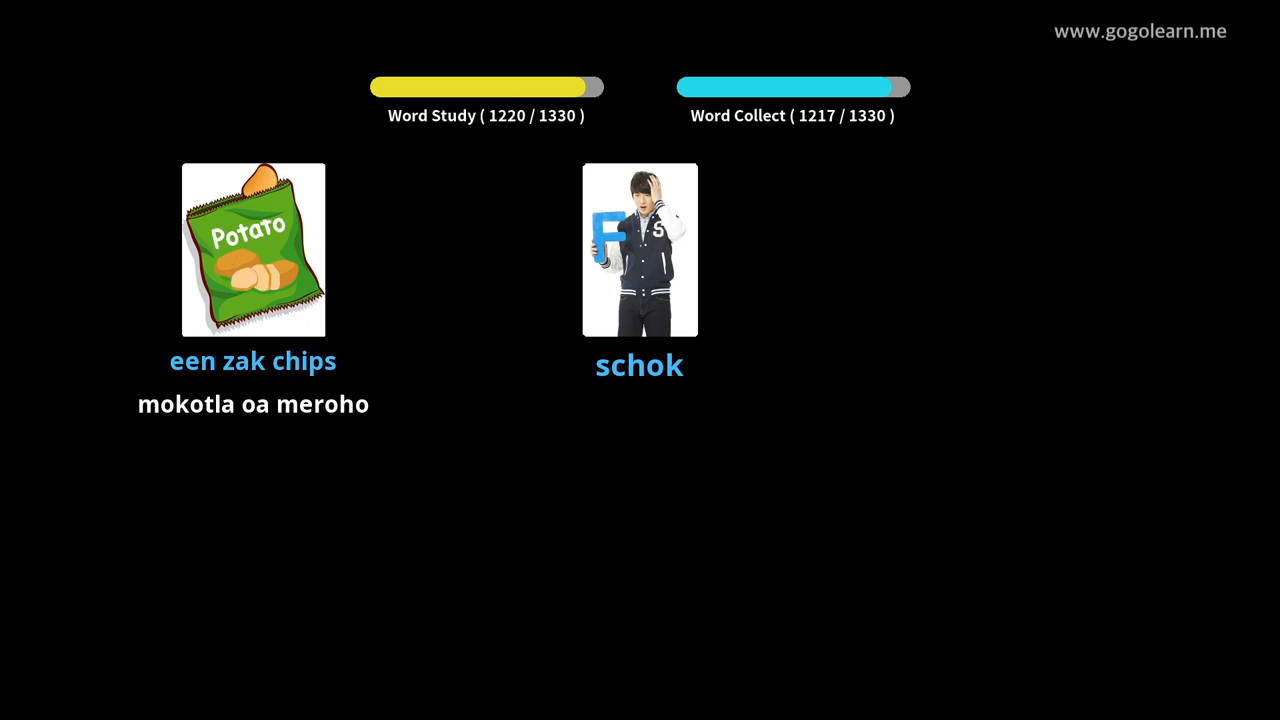 www.gogolearn.me
Word Study ( 1220 / 1330 )
Word Collect ( 1217 / 1330 )
Potato
F
S
een zak chips
schok
mokotla oa meroho